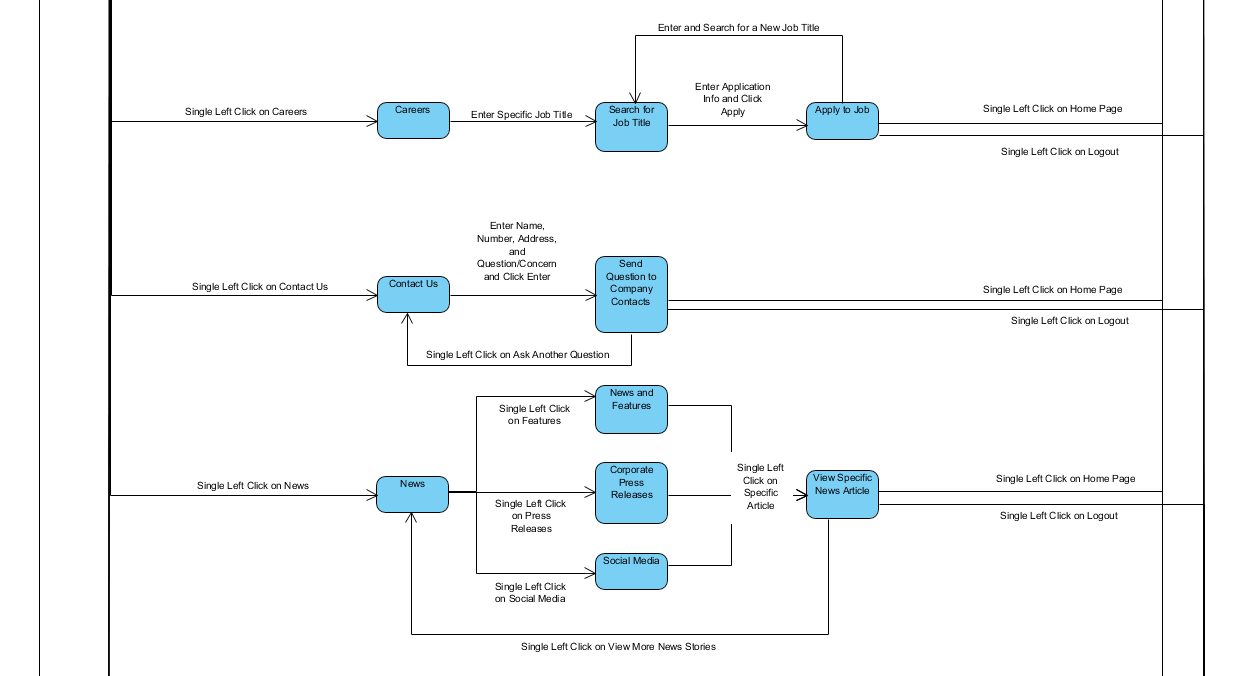 Enter and Search for a New Job Title
Single Left Click on Careers
Careers
Enter Specific Job Title
Search for
Job Title
Enter Application
Info and Click
Apply
Apply to Job
Single Left Click on Home Page
Single Left Click on Logout
Single Left Click on Contact Us
Contact Us
Enter Name,
Number, Address,
and
Question/Concern
and Click Enter
Send
Question to
Company
Contacts
Single Left Click on Home Page
Single Left Click on Logout
Single Left Click on Ask Another Question
Single Left Click on News
News
Single Left Click
on Features
News and
Features
Single Left Click
on Press
Releases
Corporate
Press
Releases
Single Left Click
on Social Media
Social Media
Single Left
Click on
Specific
Article
View Specific
News Article
Single Left Click on Home Page
Single Left Click on Logout
Single Left Click on View More News Stories